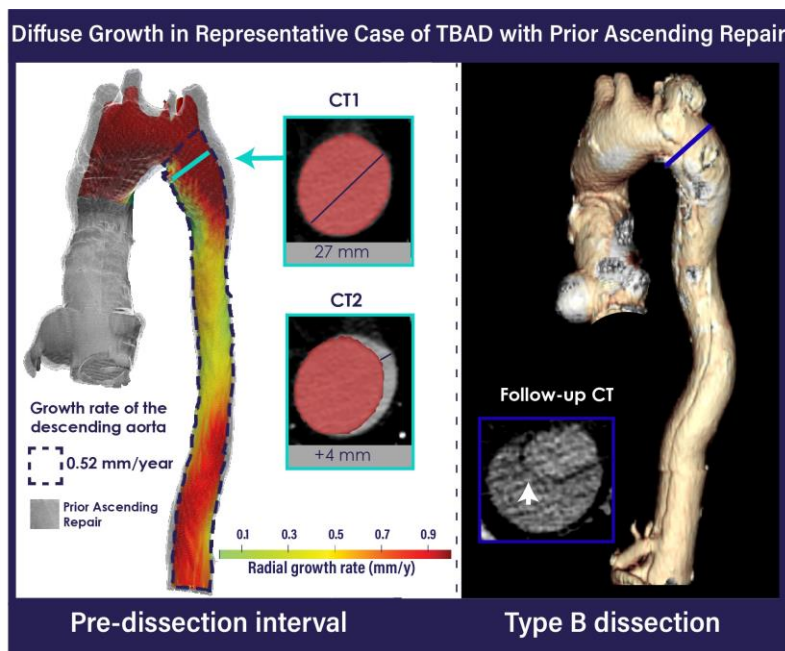 Diffuse Growth in Representative Case of TBAD with Prior Ascending Repair
CT1
27 mm
CT2
+4 mm
Growth rate of the
descending aorta
0.52 mm/year
Prior Ascending
Repair
0.1 0.3 0.5 0.7 0.9
Radial growth rate (mm/y)
Pre-dissection interval
Follow-up CT
Type B dissection